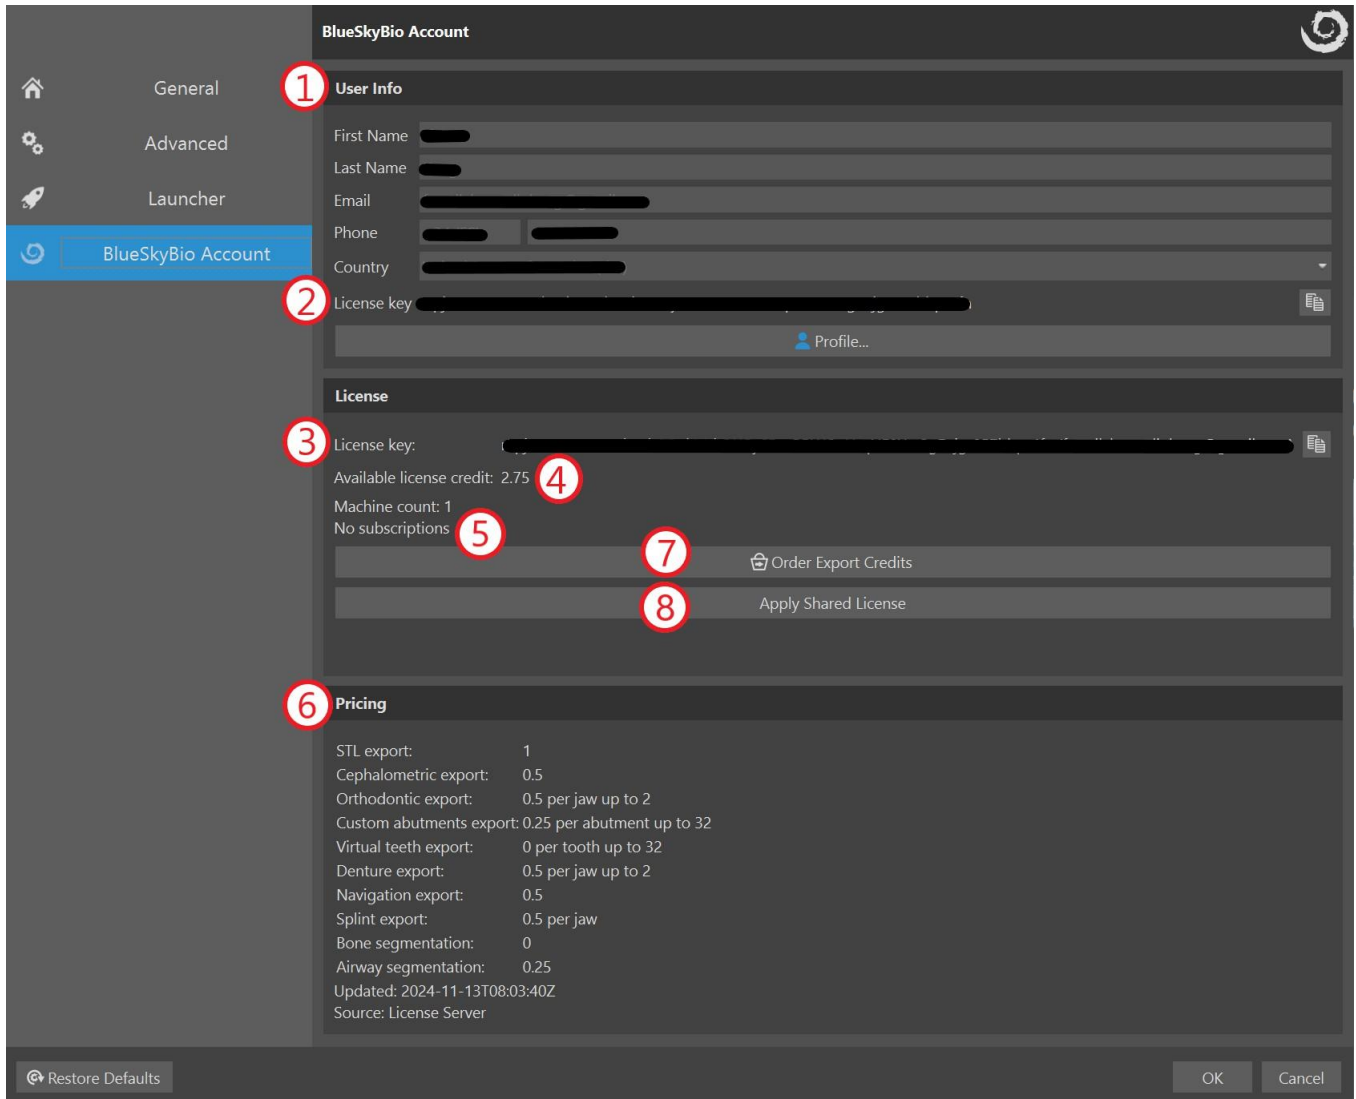 BlueSkyBio Account
General
Advanced
Launcher
BlueSkyBio Account
1 User Info
First Name
Last Name
Email
Phone
Country
2 License key
Profile...
License
3 License key:
Available license credit: 2.75 4
Machine count: 1
No subscriptions 5
7 Order Export Credits
8 Apply Shared License
6 Pricing
STL export: 1
Cephalometric export: 0.5
Orthodontic export: 0.5 per jaw up to 2
Custom abutments export: 0.25 per abutment up to 32
Virtual teeth export: 0 per tooth up to 32
Denture export: 0.5 per jaw up to 2
Navigation export: 0.5
Splint export: 0.5 per jaw
Bone segmentation: 0
Airway segmentation: 0.25
Updated: 2024-11-13T08:03:40Z
Source: License Server
Restore Defaults
OK Cancel